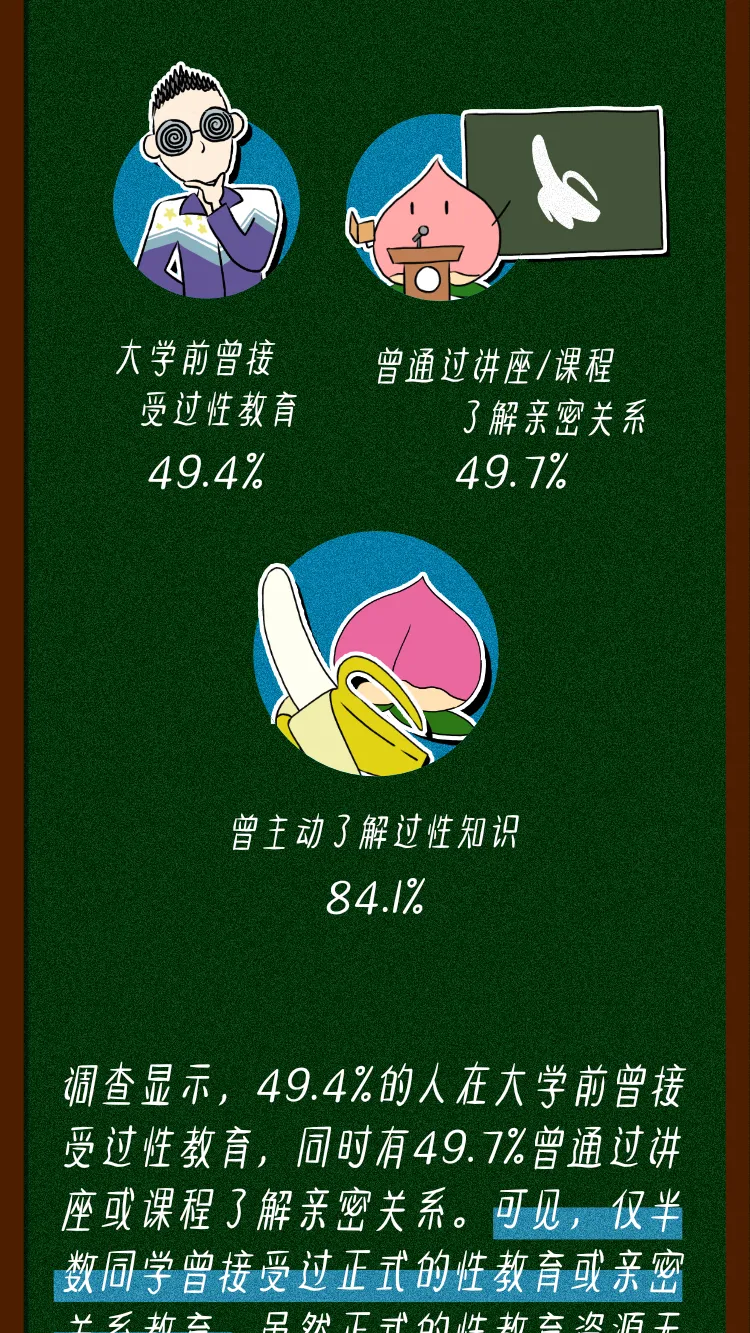 大学前曾接
受过性教育
49.4%
曾通过讲座/课程
了解亲密关系
49.7%
曾主动了解过性知识
84.1%
调查显示，49.4%的人在大学前曾接
受过性教育，同时有49.7%曾通过讲
座或课程了解亲密关系。可见，仅半
数同学曾接受过正式的性教育或亲密
关系教育。虽然正式的性教育资源无